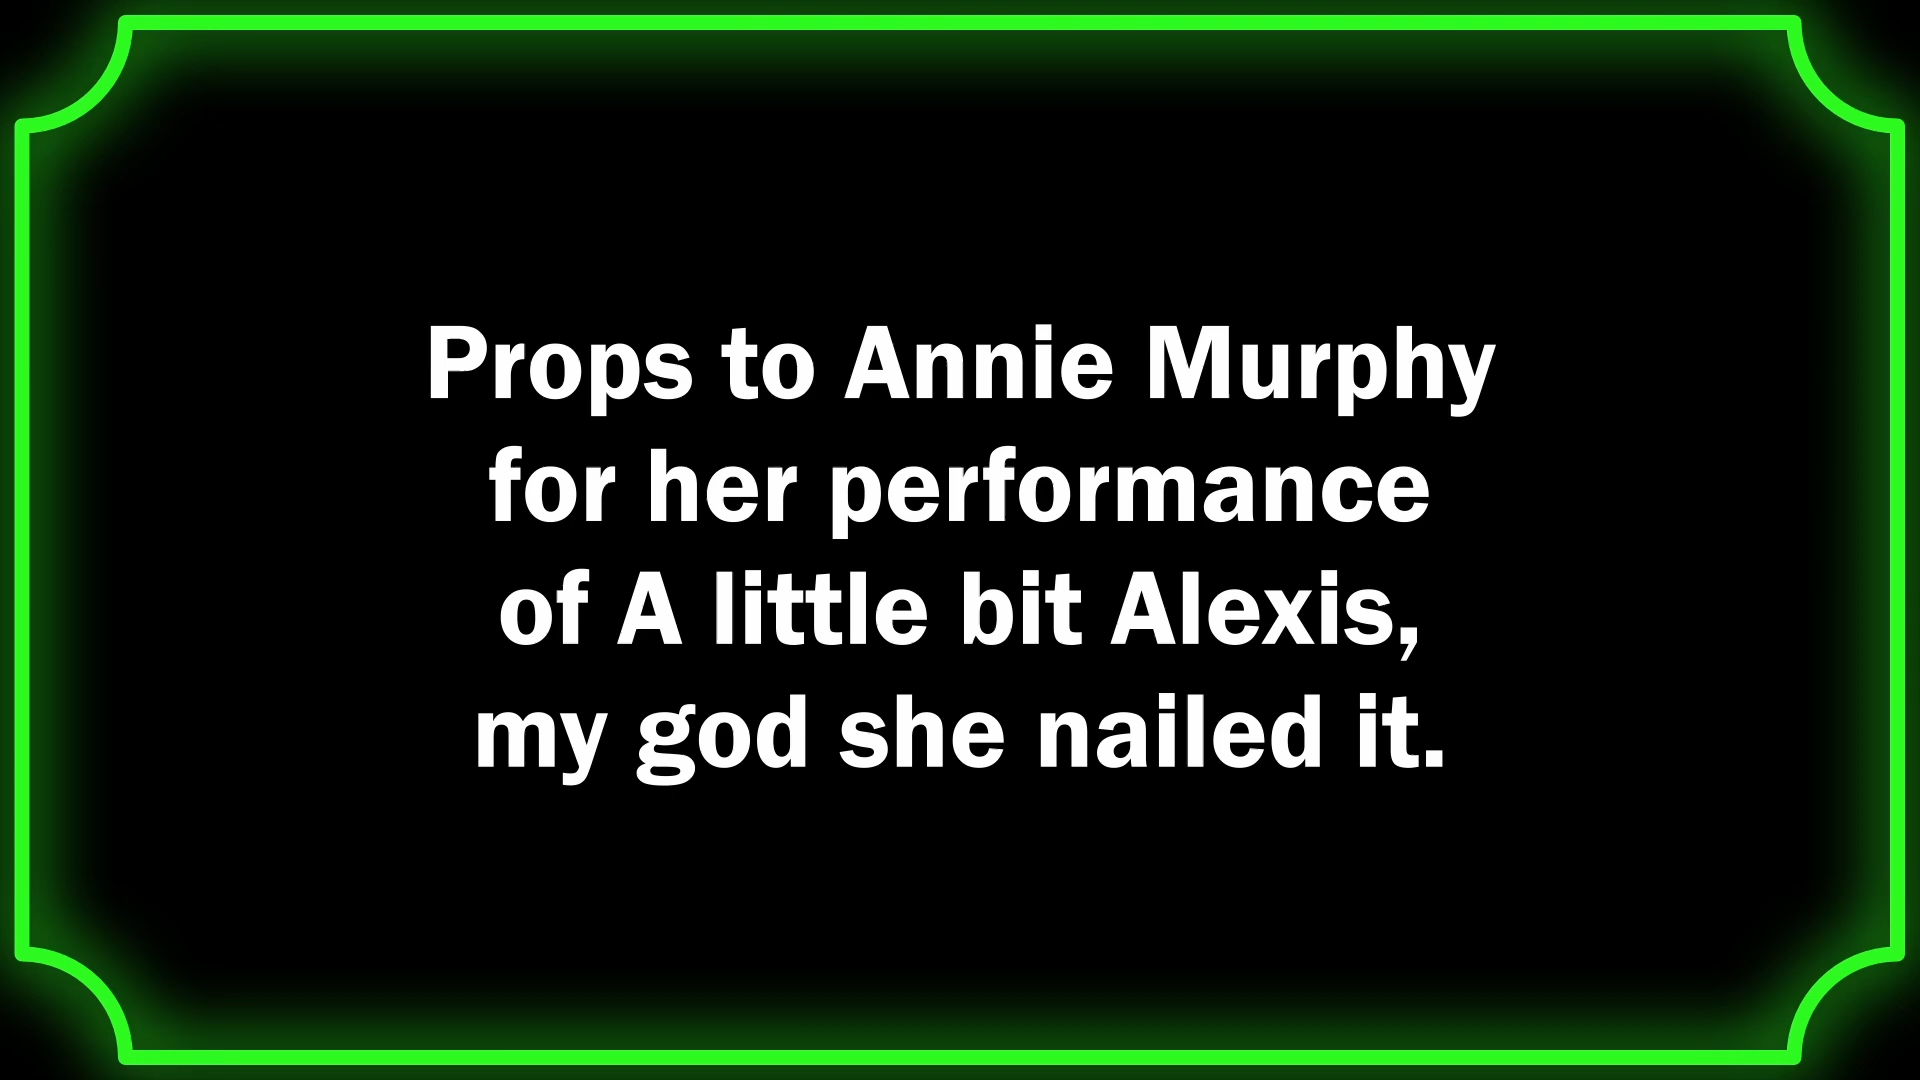 Props to Annie Murphy
for her performance
of A little bit Alexis,
my god she nailed it.